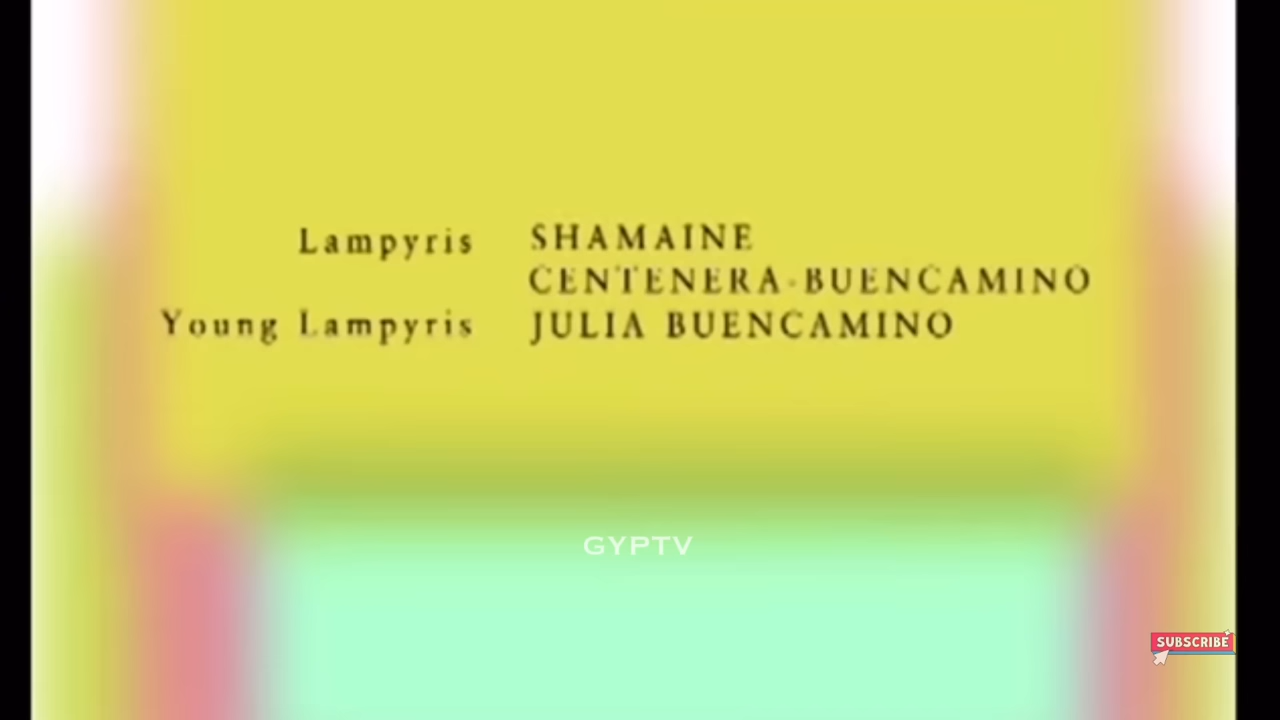 Lampyris SHAMAINE
CENTENERA-BUENCAMINO
Young Lampyris JULIA BUENCAMINO
GYPTV
SUBSCRIBE